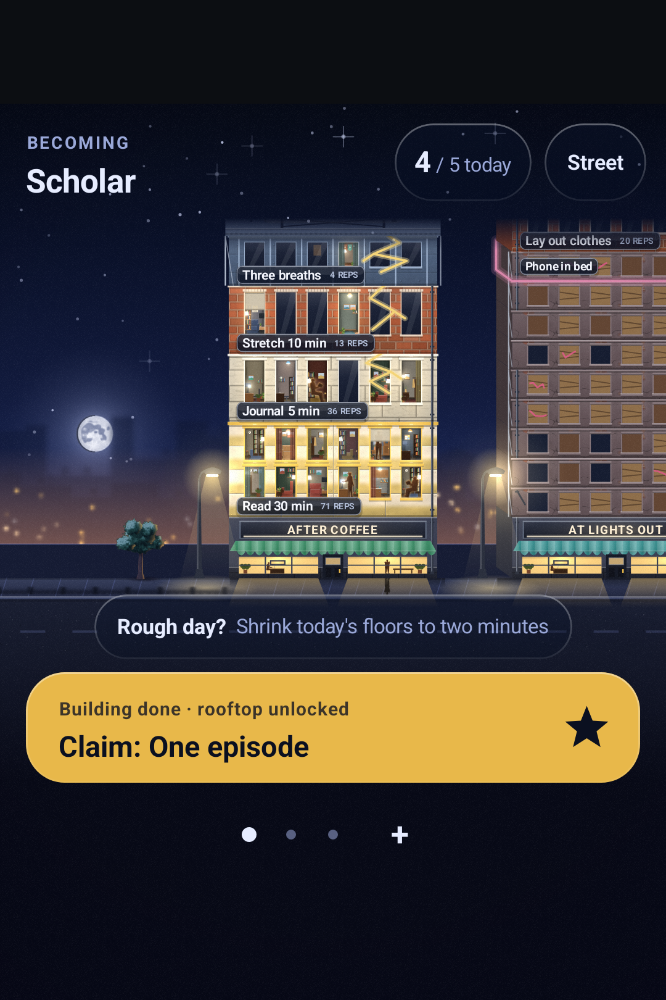 BECOMING
Scholar
4 / 5 today
Street
Three breaths 4 REPS
Stretch 10 min 13 REPS
Journal 5 min 36 REPS
Read 30 min 71 REPS
AFTER COFFEE
Lay out clothes 20 REPS
Phone in bed
AT LIGHTS OUT
Rough day? Shrink today's floors to two minutes
Building done · rooftop unlocked
Claim: One episode
+